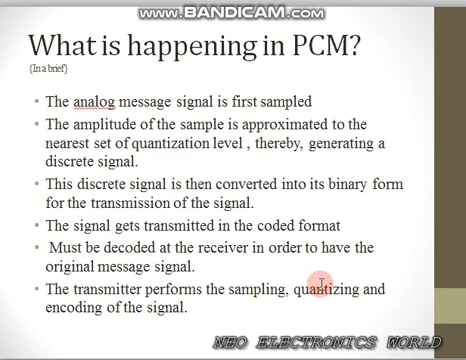 www.BANDICAM.com
What is happening in PCM?
{In a brief}
• The analog message signal is first sampled
• The amplitude of the sample is approximated to the
nearest set of quantization level , thereby, generating a
discrete signal.
• This discrete signal is then converted into its binary form
for the transmission of the signal.
• The signal gets transmitted in the coded format
• Must be decoded at the receiver in order to have the
original message signal.
• The transmitter performs the sampling, quantizing and
encoding of the signal.
NEO ELECTRONICS WORLD